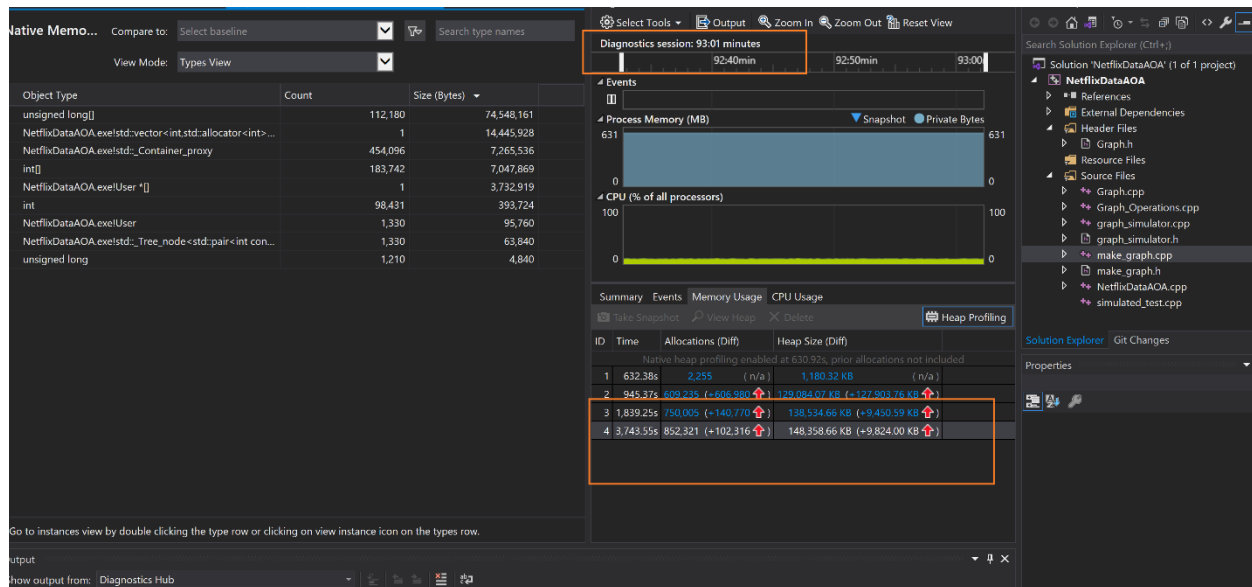 Native Memo... Compare to: Select baseline Search type names
View Mode: Types View
Object Type Count Size (Bytes)
unsigned long[] 112,180 74,548,161
NetflixDataAOA.exe!std::vector<int,std::allocator<int>... 1 14,445,928
NetflixDataAOA.exe!std::_Container_proxy 454,096 7,265,536
int[] 183,742 7,047,869
NetflixDataAOA.exe!User *[] 1 3,732,919
int 98,431 393,724
NetflixDataAOA.exe!User 1,330 95,760
NetflixDataAOA.exe!std::_Tree_node<std::pair<int con... 1,330 63,840
unsigned long 1,210 4,840
Go to instances view by double clicking the type row or clicking on view instance icon on the types row.
Select Tools Output Zoom In Zoom Out Reset View
Diagnostics session: 93:01 minutes
92:40min 92:50min 93:00
Events
Process Memory (MB) Snapshot Private Bytes
631 631
0 0
CPU (% of all processors)
100 100
0 0
Summary Events Memory Usage CPU Usage
Take Snapshot View Heap Delete Heap Profiling
ID Time Allocations (Diff) Heap Size (Diff)
Native heap profiling enabled at 630.92s, prior allocations not included
1 632.38s 2,255 (n/a) 1,180.32 KB (n/a)
2 945.37s 609,235 (+606,980) 129,084.07 KB (+127,903.76 KB)
3 1,839.25s 750,005 (+140,770) 138,534.66 KB (+9,450.59 KB)
4 3,743.55s 852,321 (+102,316) 148,358.66 KB (+9,824.00 KB)
Search Solution Explorer (Ctrl+;)
Solution 'NetflixDataAOA' (1 of 1 project)
NetflixDataAOA
References
External Dependencies
Header Files
Graph.h
Resource Files
Source Files
Graph.cpp
Graph_Operations.cpp
graph_simulator.cpp
graph_simulator.h
make_graph.cpp
make_graph.h
NetflixDataAOA.cpp
simulated_test.cpp
Solution Explorer Git Changes
Properties
Output
Show output from: Diagnostics Hub